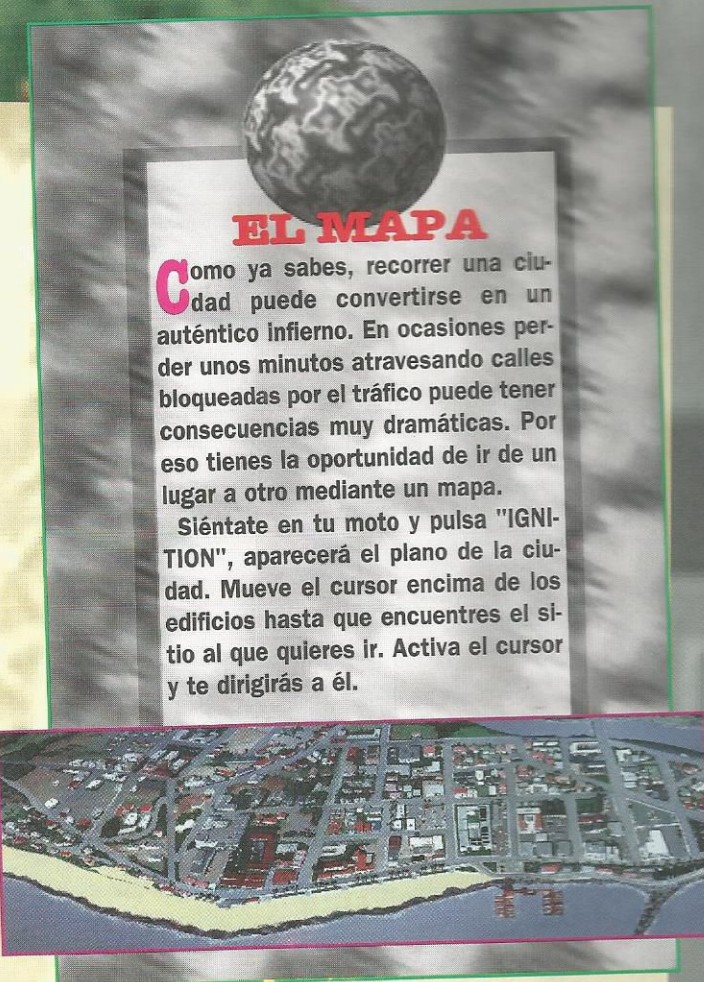 EL MAPA
Como ya sabes, recorrer una ciu-
dad puede convertirse en un
auténtico infierno. En ocasiones per-
der unos minutos atravesando calles
bloqueadas por el tráfico puede tener
consecuencias muy dramáticas. Por
eso tienes la oportunidad de ir de un
lugar a otro mediante un mapa.
Siéntate en tu moto y pulsa "IGNI-
TION", aparecerá el plano de la ciu-
dad. Mueve el cursor encima de los
edificios hasta que encuentres el si-
tio al que quieres ir. Activa el cursor
y te dirigirás a él.